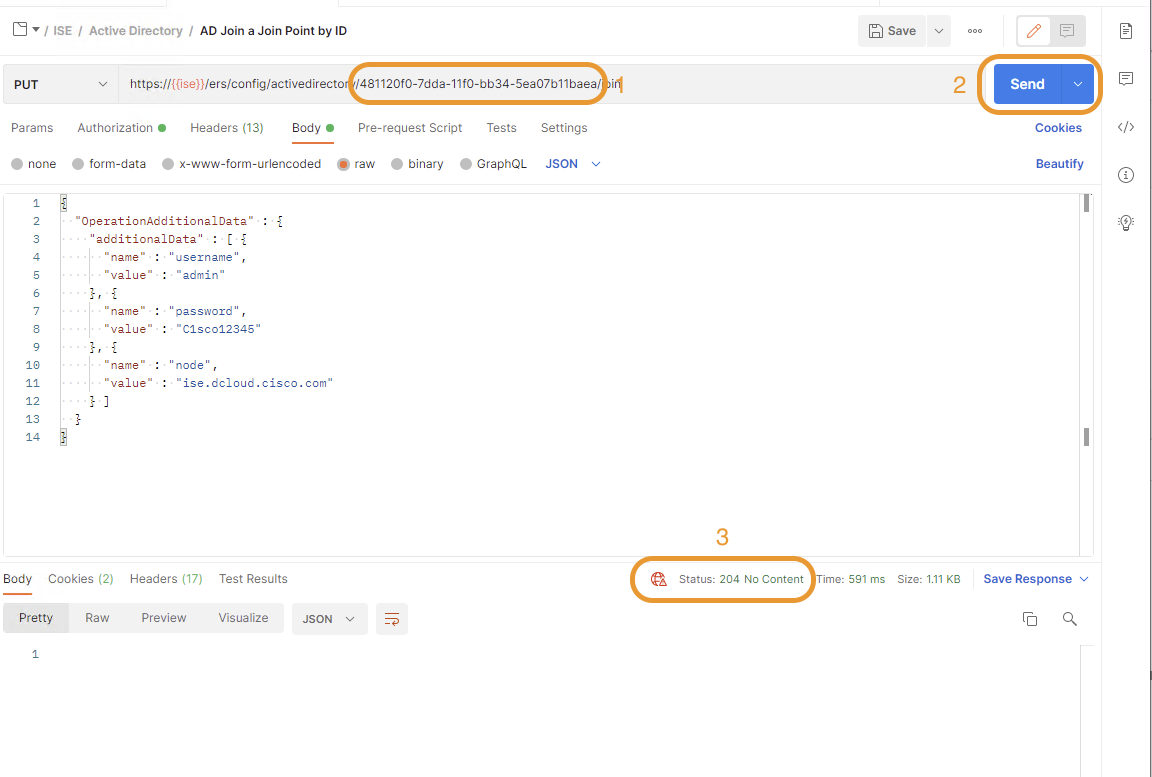 ISE / Active Directory / AD Join a Join Point by ID
Save
PUT https://{{ise}}/ers/config/activedirectory/481120f0-7dda-11f0-bb34-5ea07b11baea/join 1 2 Send
Params Authorization Headers (13) Body Pre-request Script Tests Settings Cookies
none form-data x-www-form-urlencoded raw binary GraphQL JSON Beautify
1 {
2 "OperationAdditionalData" : {
3 "additionalData" : [ {
4 "name" : "username",
5 "value" : "admin"
6 }, {
7 "name" : "password",
8 "value" : "C1sco12345"
9 }, {
10 "name" : "node",
11 "value" : "ise.dcloud.cisco.com"
12 } ]
13 }
14 }
3
Body Cookies (2) Headers (17) Test Results Status: 204 No Content Time: 591 ms Size: 1.11 KB Save Response
Pretty Raw Preview Visualize JSON
1